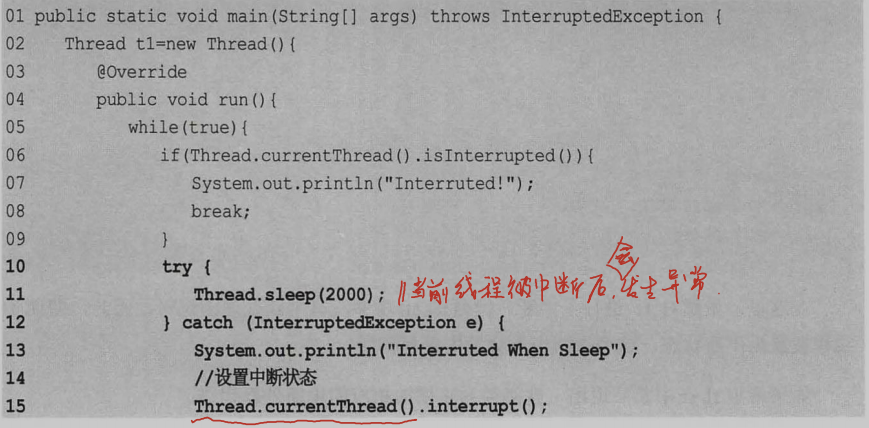 01 public static void main(String[] args) throws InterruptedException {
02 Thread t1=new Thread(){
03 @Override
04 public void run(){
05 while(true){
06 if(Thread.currentThread().isInterrupted()){
07 System.out.println("Interruted!");
08 break;
09 }
10 try {
11 Thread.sleep(2000); //当前线程被中断后,会发生异常
12 } catch (InterruptedException e) {
13 System.out.println("Interruted When Sleep");
14 //设置中断状态
15 Thread.currentThread().interrupt();